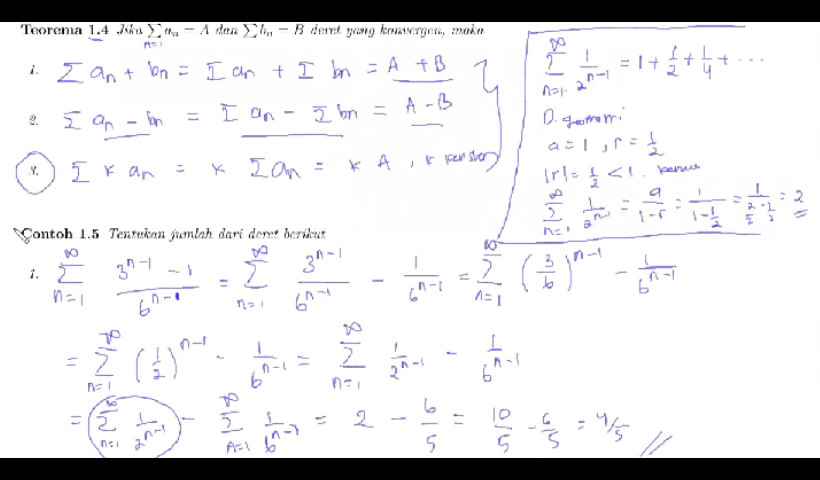 Teorema 1.4 Jika ∑ₙ₌₁ aₙ = A dan ∑ bₙ = B deret yang konvergen, maka
1. ∑ aₙ + bₙ = ∑ aₙ + ∑ bₙ = A + B
2. ∑ aₙ - bₙ = ∑ aₙ - ∑ bₙ = A - B
3. ∑ k aₙ = k ∑ aₙ = k A, k
∑ₙ₌₁^∞ 1/2^(n-1) = 1 + 1/2 + 1/4 + ...
D. geometri
a = 1, r = 1/2
|r| = 1/2 < 1.
∑ₙ₌₁^∞ 1/2^(n-1) = a/(1-r) = 1/(1-1/2) = 1/(2/2-1/2) = 2
Contoh 1.5 Tentukan jumlah dari deret berikut
1. ∑ₙ₌₁^∞ (3^(n-1) - 1)/6^(n-1) = ∑ₙ₌₁^∞ 3^(n-1)/6^(n-1) - 1/6^(n-1) = ∑ₙ₌₁^∞ (3/6)^(n-1) - 1/6^(n-1)
= ∑ₙ₌₁^∞ (1/2)^(n-1) - 1/6^(n-1) = ∑ₙ₌₁^∞ 1/2^(n-1) - 1/6^(n-1)
= ∑ₙ₌₁^∞ 1/2^(n-1) - ∑ₙ₌₁^∞ 1/6^(n-1) = 2 - 6/5 = 10/5 - 6/5 = 4/5 //